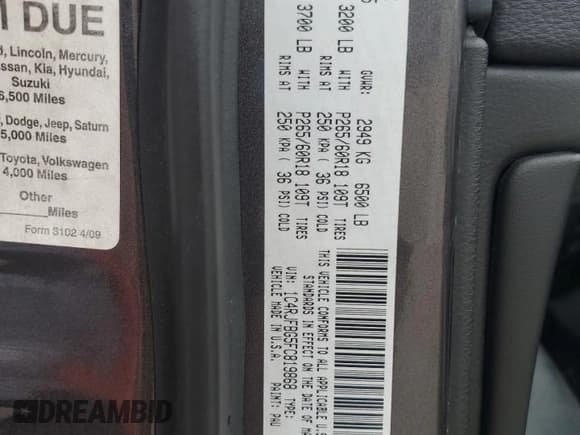 DUE
Lincoln, Mercury,
Kia, Hyundai,
Suzuki
6,500 Miles
Dodge, Jeep, Saturn
5,000 Miles
Toyota, Volkswagen
4,000 Miles
Other
Miles
Form 3102 4/09
GVWR: 2949 KG 6500 LB
3200 LB WITH P265/60R18 109T TIRES
RIMS AT 250 KPA ( 36 PSI) COLD
3700 LB WITH P265/60R18 109T TIRES
RIMS AT 250 KPA ( 36 PSI) COLD
THIS VEHICLE CONFORMS TO ALL APPLICABLE U.S
STANDARDS IN EFFECT ON THE DATE OF
VIN: 1C4RJFBG5FC819868 TYPE:
VEHICLE MADE IN U.S.A. PAINT: PAU
DREAMBID